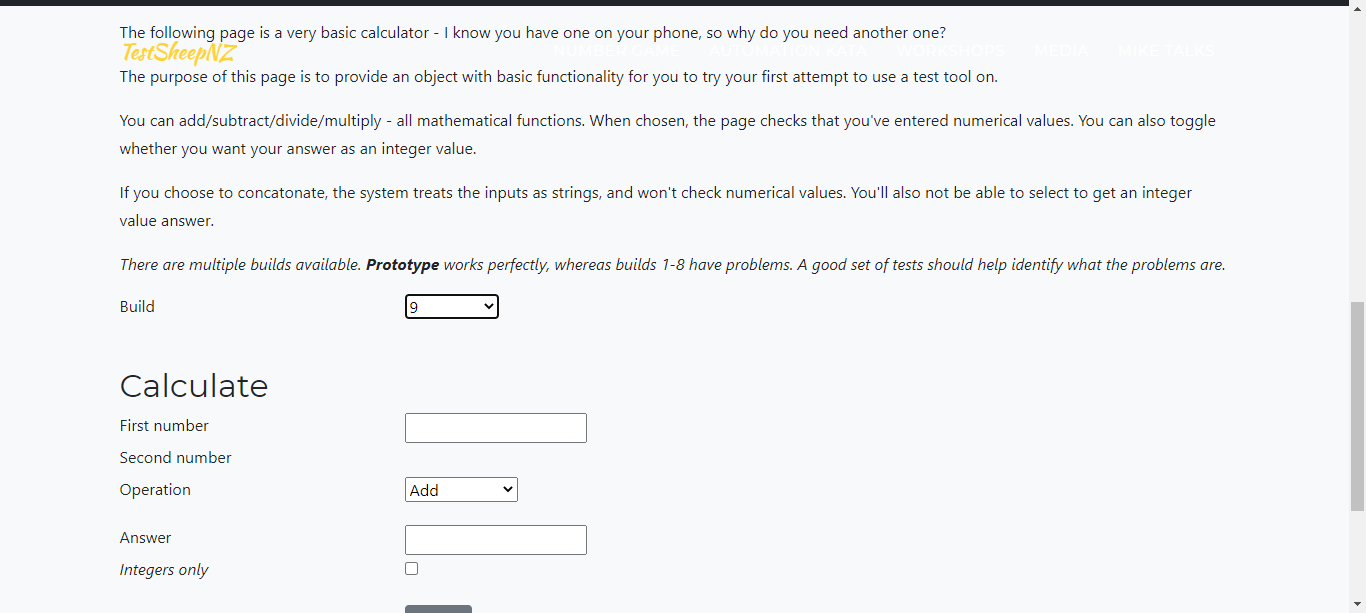 The following page is a very basic calculator - I know you have one on your phone, so why do you need another one?
TestSheepNZ NUMBER GAME AUTOMATION WORKSHOPS MEDIA MIKE TALKS
The purpose of this page is to provide an object with basic functionality for you to try your first attempt to use a test tool on.
You can add/subtract/divide/multiply - all mathematical functions. When chosen, the page checks that you've entered numerical values. You can also toggle
whether you want your answer as an integer value.
If you choose to concatonate, the system treats the inputs as strings, and won't check numerical values. You'll also not be able to select to get an integer
value answer.
There are multiple builds available. Prototype works perfectly, whereas builds 1-8 have problems. A good set of tests should help identify what the problems are.
Build 9
Calculate
First number
Second number
Operation Add
Answer
Integers only